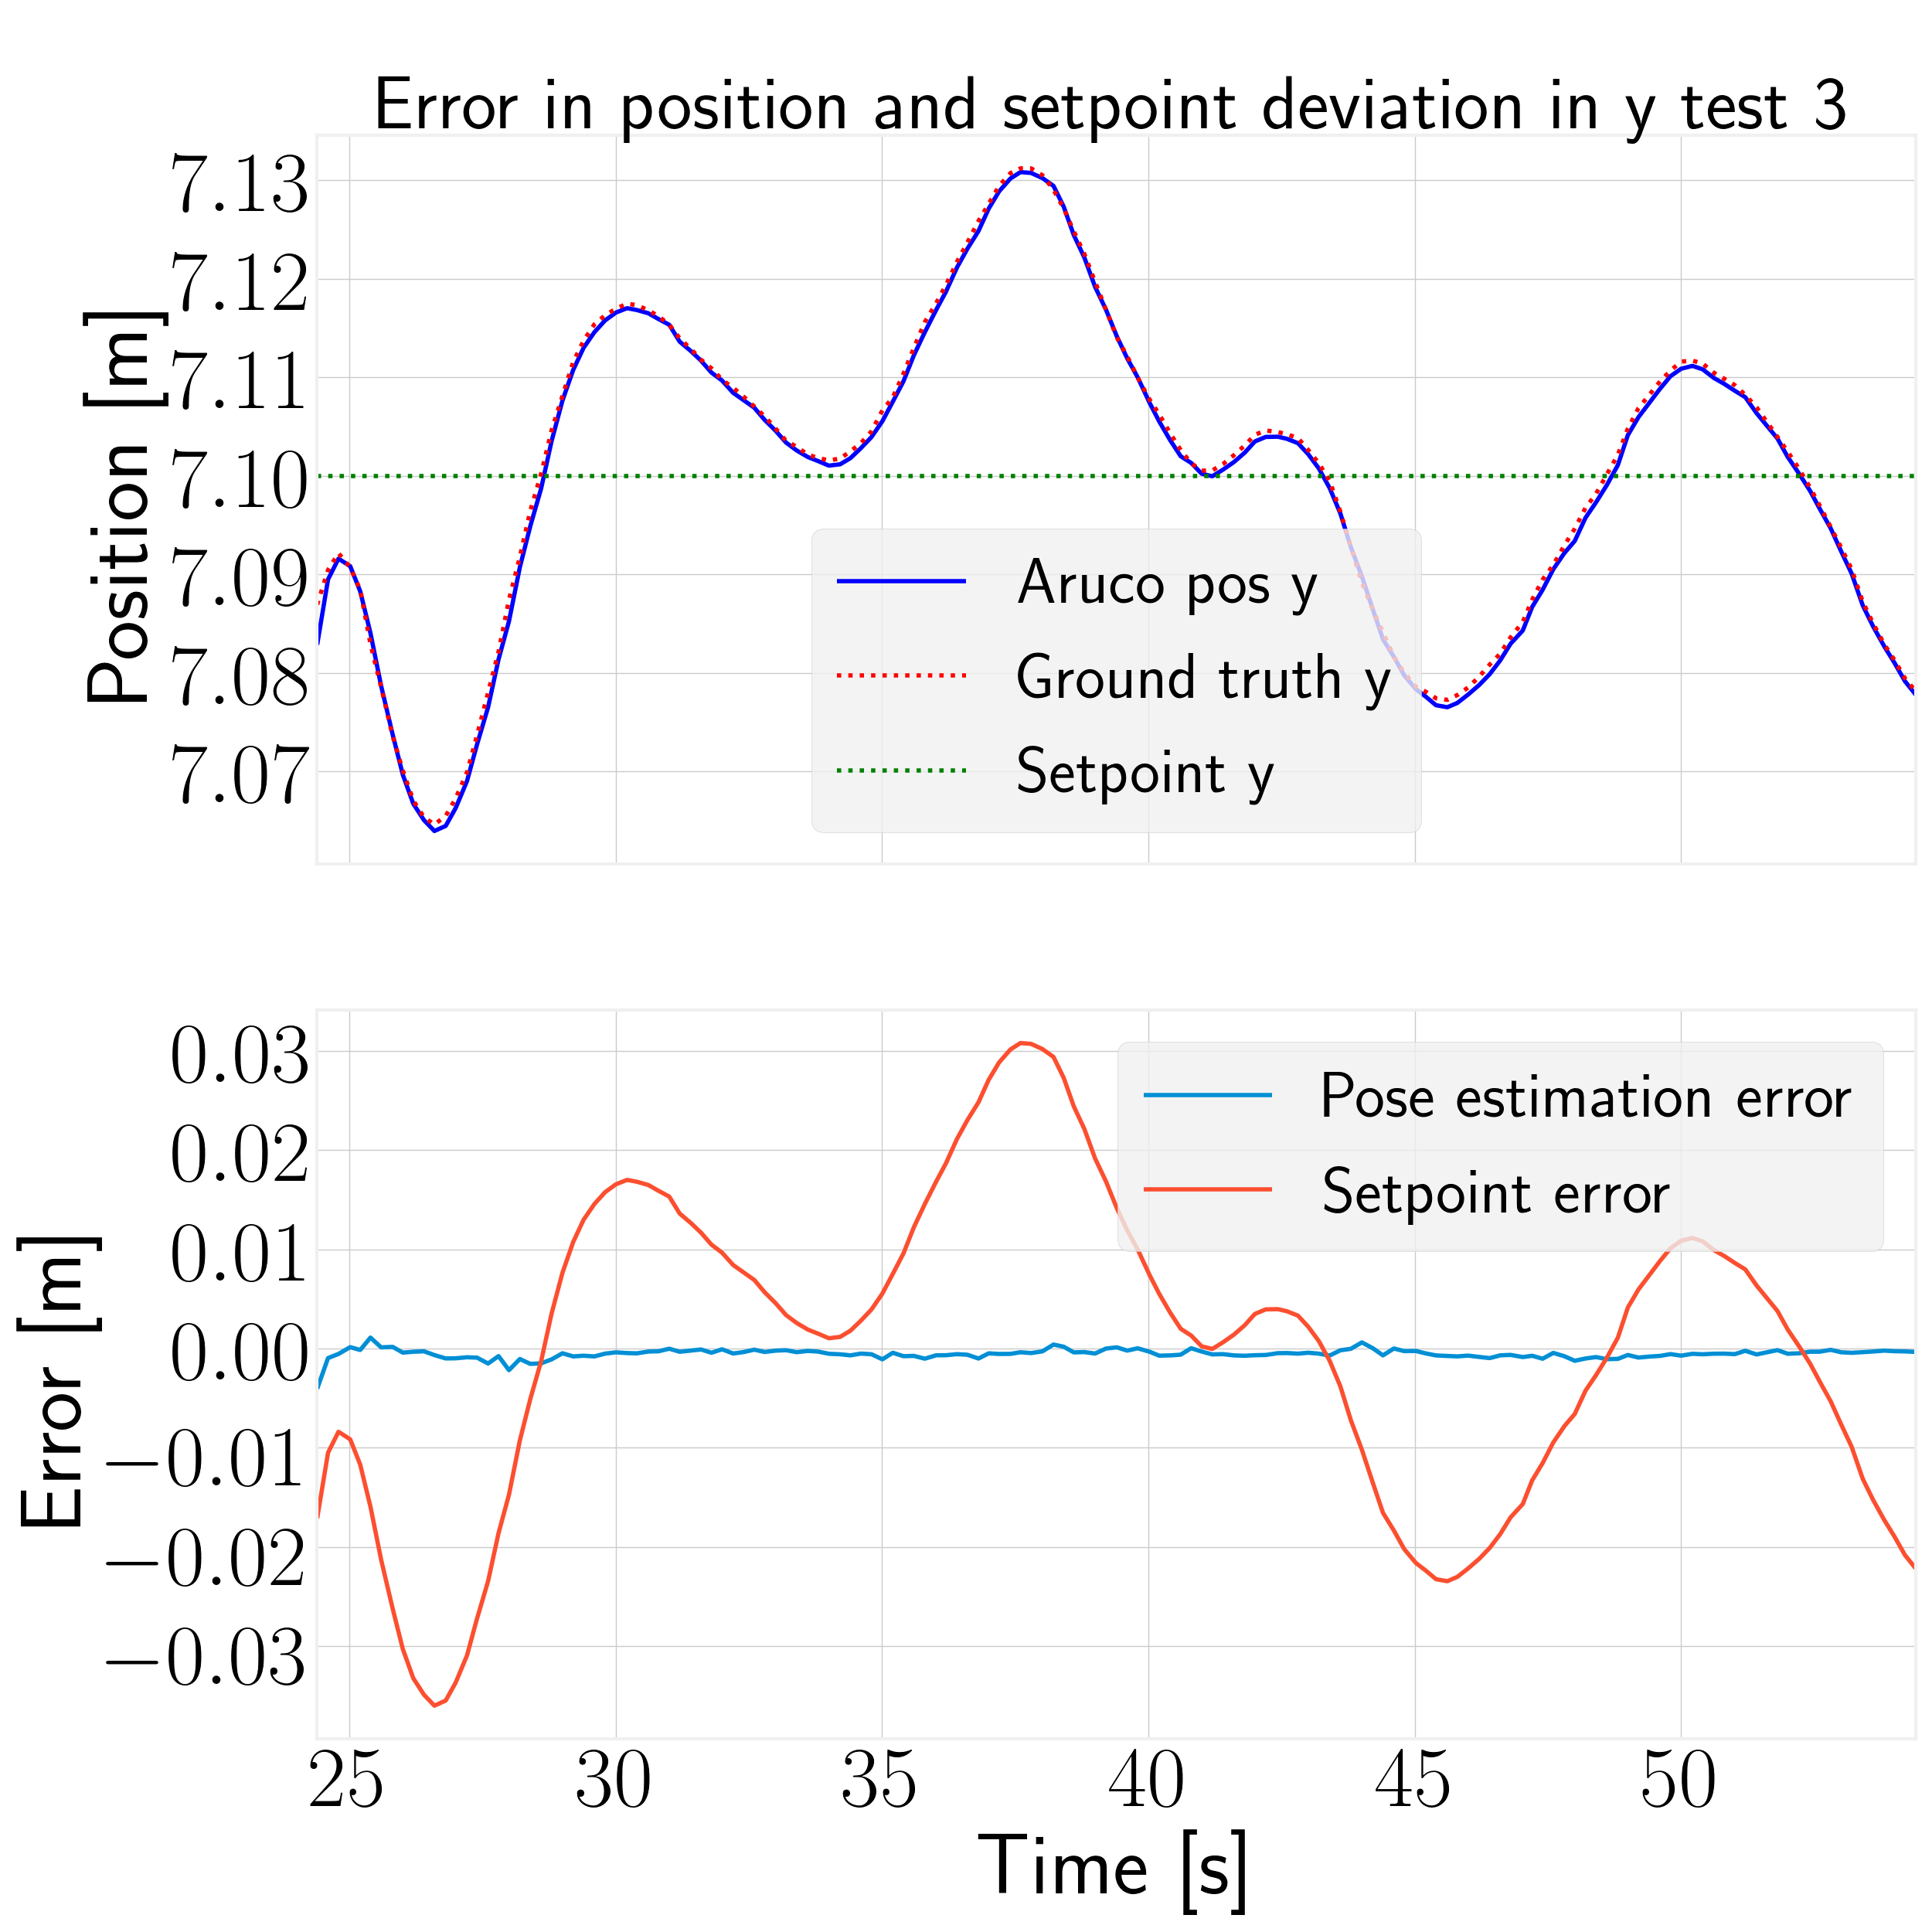 Error in position and setpoint deviation in y test 3
Position [m]
7.13
7.12
7.11
7.10
7.09
7.08
7.07
Aruco pos y
Ground truth y
Setpoint y
Error [m]
0.03
0.02
0.01
0.00
−0.01
−0.02
−0.03
Pose estimation error
Setpoint error
25 30 35 40 45 50
Time [s]